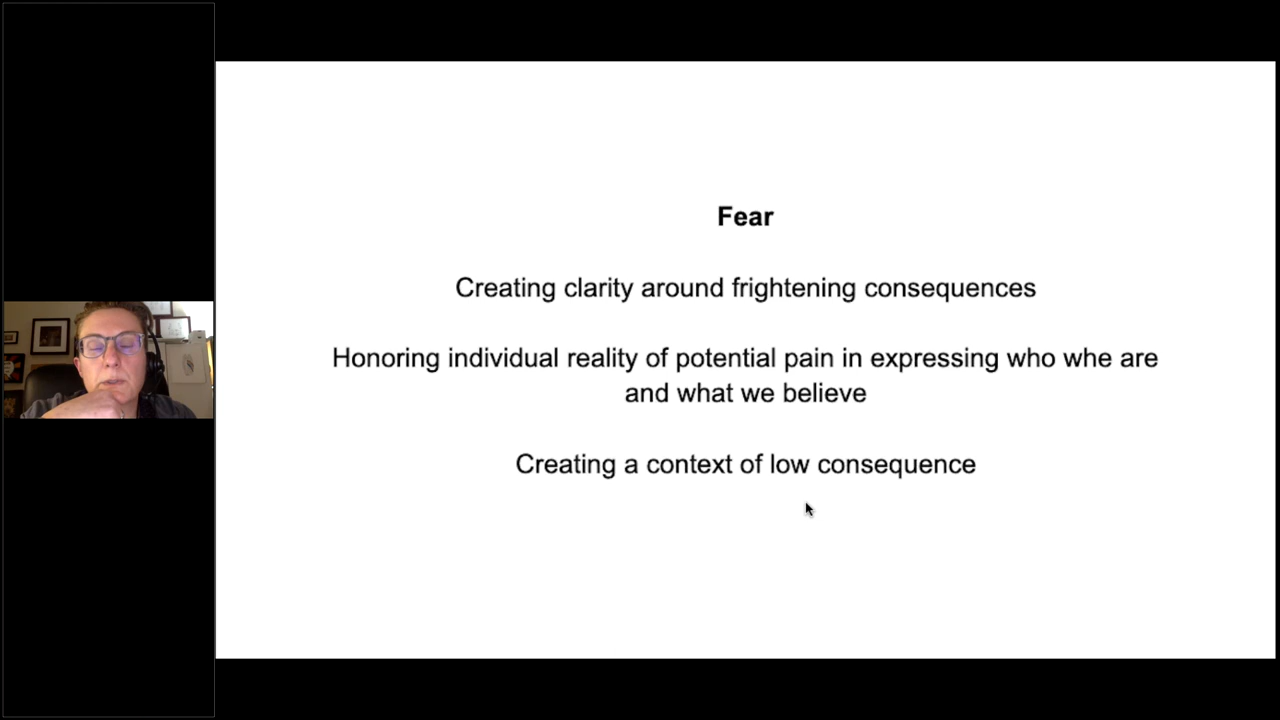 Fear
Creating clarity around frightening consequences
Honoring individual reality of potential pain in expressing who whe are
and what we believe
Creating a context of low consequence